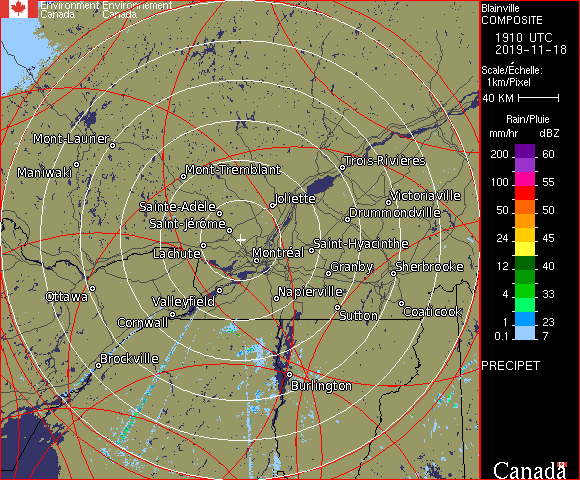 Environment Environnement
Canada Canada
Blainville
COMPOSITE
1910 UTC
2019-11-18
Scale/Échelle:
1km/Pixel
40 KM
Rain/Pluie
mm/hr dBZ
200 60
100 55
50 50
24 45
12 40
4 33
1 23
0.1 7
PRECIPET
Mont-Laurier
Maniwaki
Mont-Tremblant
Trois-Rivières
Joliette
Victoriaville
Sainte-Adèle
Drummondville
Saint-Jérôme
Lachute
Montréal
Saint-Hyacinthe
Granby
Sherbrooke
Ottawa
Valleyfield
Napierville
Cornwall
Sutton
Coaticook
Brockville
Burlington
Canada